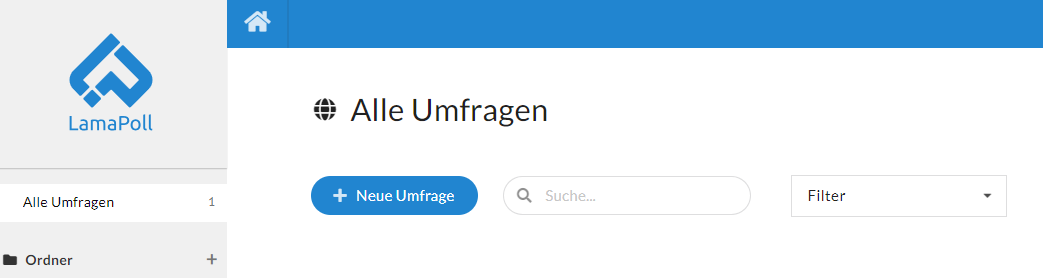 LamaPoll
Alle Umfragen 1
Ordner +
Alle Umfragen
Neue Umfrage
Suche...
Filter